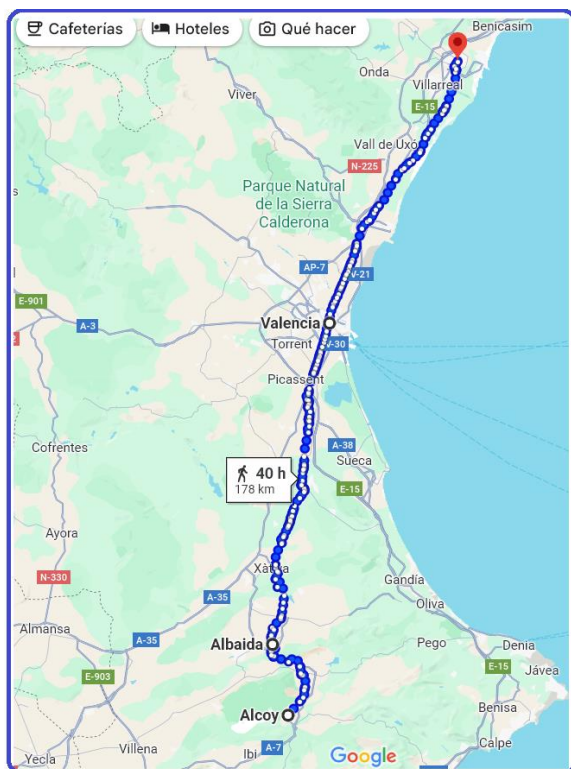 Cafeterías
Hoteles
Qué hacer
Benicasim
Onda
Villarreal
Viver
E-15
Vall de Uxó
N-225
Parque Natural
de la Sierra
Calderona
AP-7
V-21
E-901
A-3
Valencia
Torrent
V-30
Picassent
A-38
Cofrentes
Sueca
40 h
178 km
E-15
Ayora
N-330
A-35
Gandía
Oliva
Almansa
A-35
Albaida
Pego
Denia
E-15
Jávea
E-903
Alcoy
Benisa
Villena
Ibi
A-7
Calpe
Yecla
Google